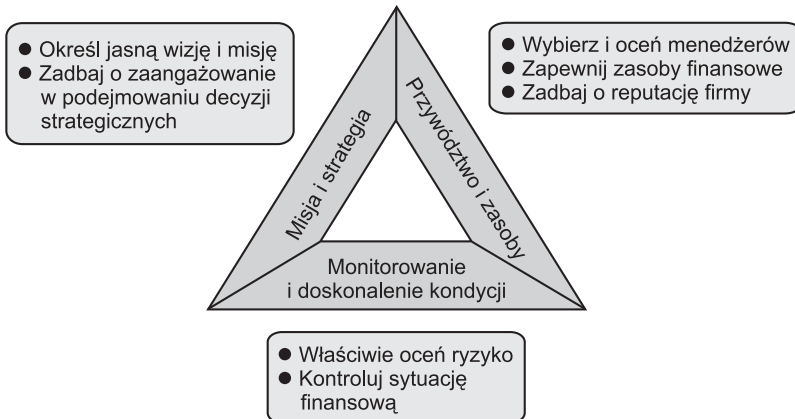 ● Określ jasną wizję i misję
● Zadbaj o zaangażowanie
w podejmowaniu decyzji
strategicznych
● Wybierz i oceń menedżerów
● Zapewnij zasoby finansowe
● Zadbaj o reputację firmy
Misja i strategia
Przywództwo i zasoby
Monitorowanie
i doskonalenie kondycji
● Właściwie oceń ryzyko
● Kontroluj sytuację
finansową